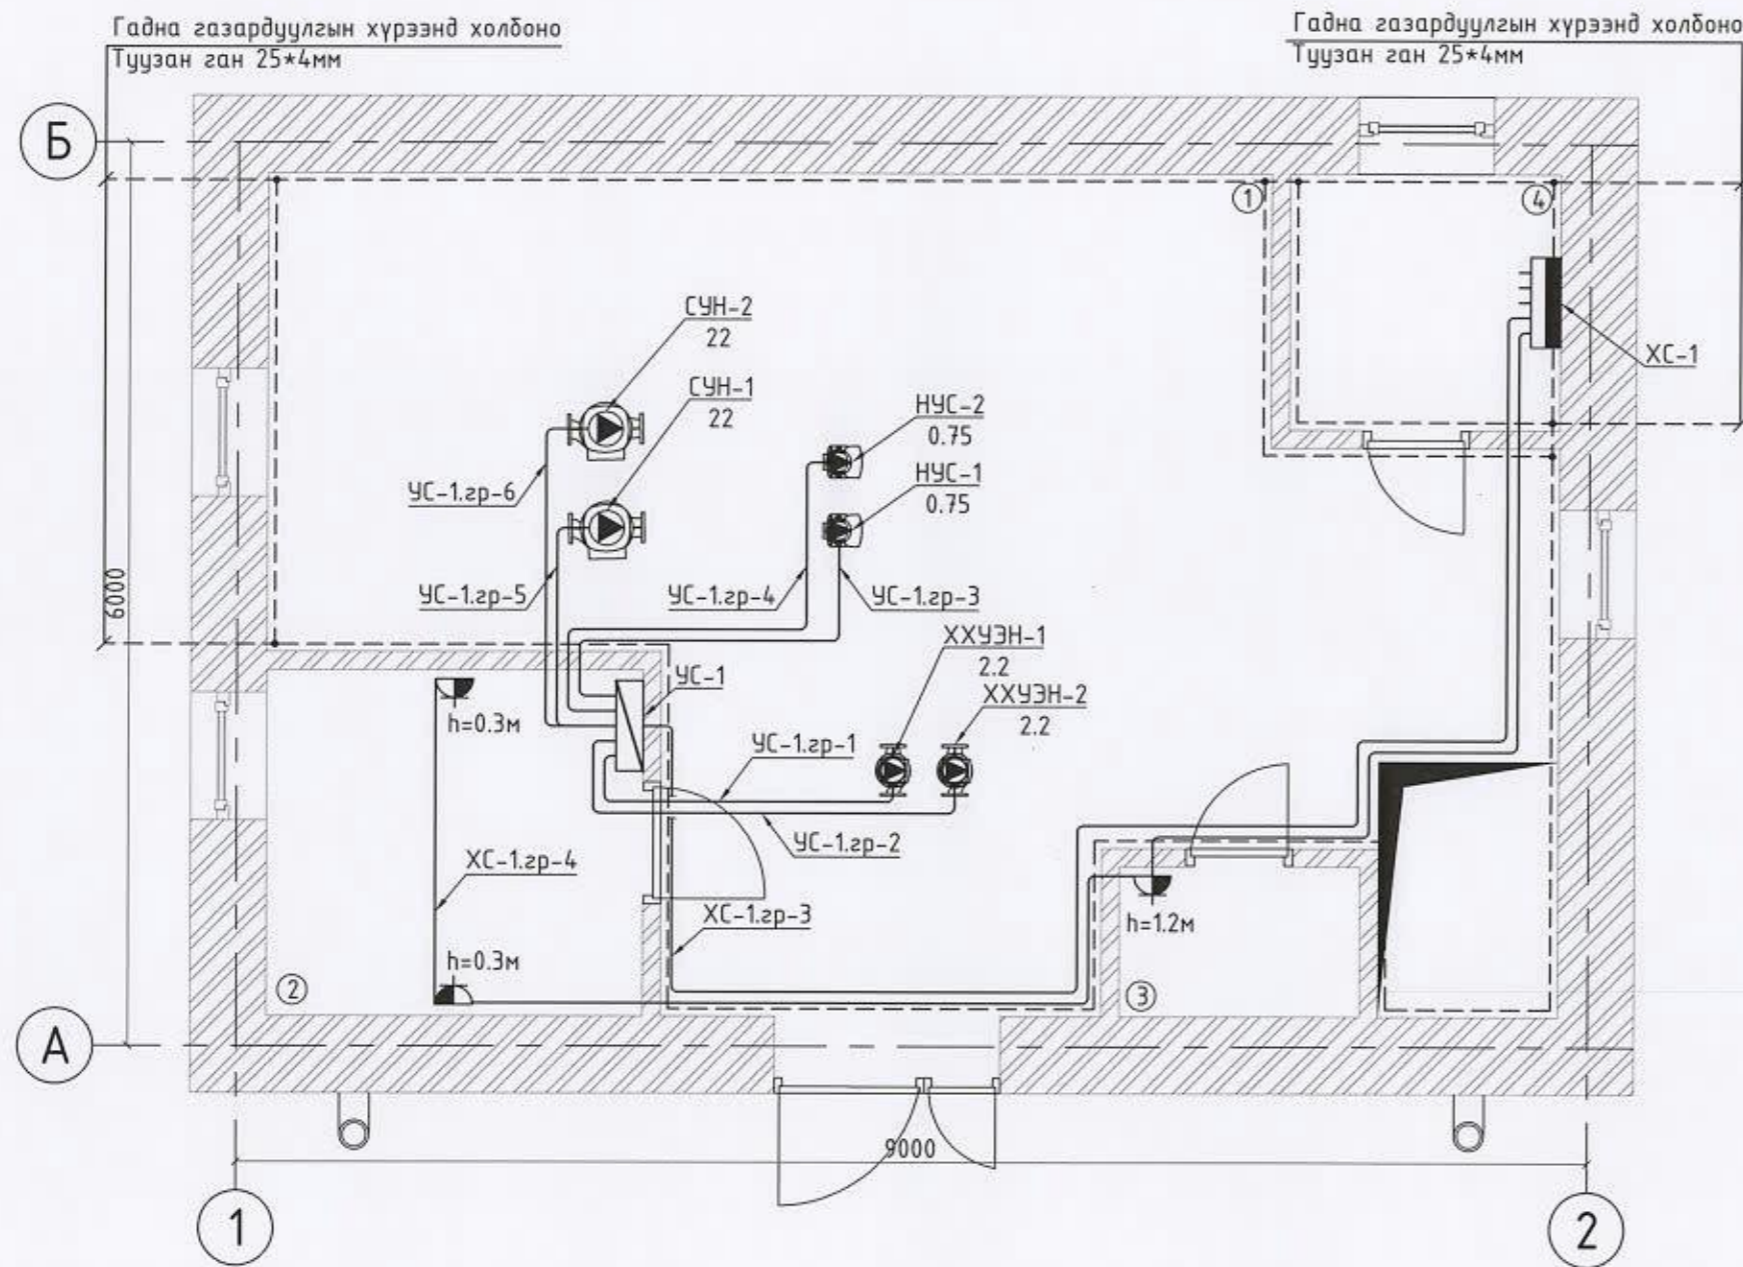 Гадна газардуулгын хүрээнд холбоно
Туузан ган 25*4мм
Гадна газардуулгын хүрээнд холбоно
Туузан ган 25*4мм
Б
1
4
СУН-2
22
ХС-1
СУН-1
22
НУС-2
0.75
УС-1.гр-6
НУС-1
0.75
6000
УС-1.гр-5
УС-1.гр-4
УС-1.гр-3
ХХУЭН-1
2.2
УС-1
ХХУЭН-2
2.2
h=0.3м
УС-1.гр-1
УС-1.гр-2
ХС-1.гр-4
ХС-1.гр-3
h=1.2м
h=0.3м
2
3
А
9000
1
2